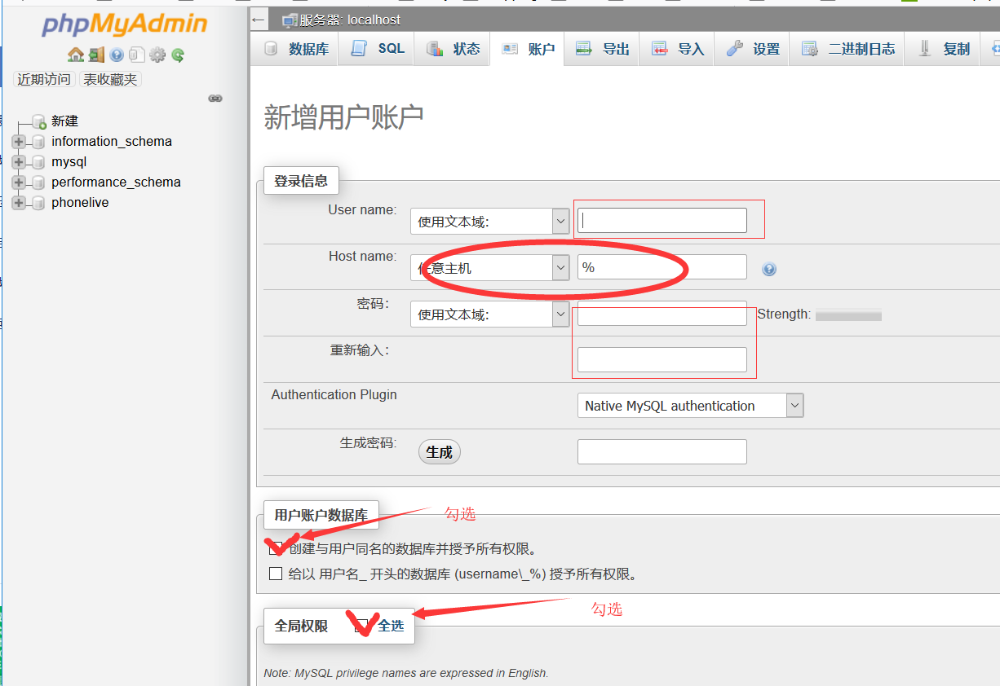 phpMyAdmin
近期访问 表收藏夹
新建
information_schema
mysql
performance_schema
phonelive
服务器: localhost
数据库 SQL 状态 账户 导出 导入 设置 二进制日志 复制
新增用户账户
登录信息
User name: 使用文本域:
Host name: 任意主机 %
密码: 使用文本域: Strength:
重新输入:
Authentication Plugin Native MySQL authentication
生成密码: 生成
用户账户数据库 勾选
创建与用户同名的数据库并授予所有权限。
给以 用户名_ 开头的数据库 (username\_%) 授予所有权限。
全局权限 全选 勾选
Note: MySQL privilege names are expressed in English.